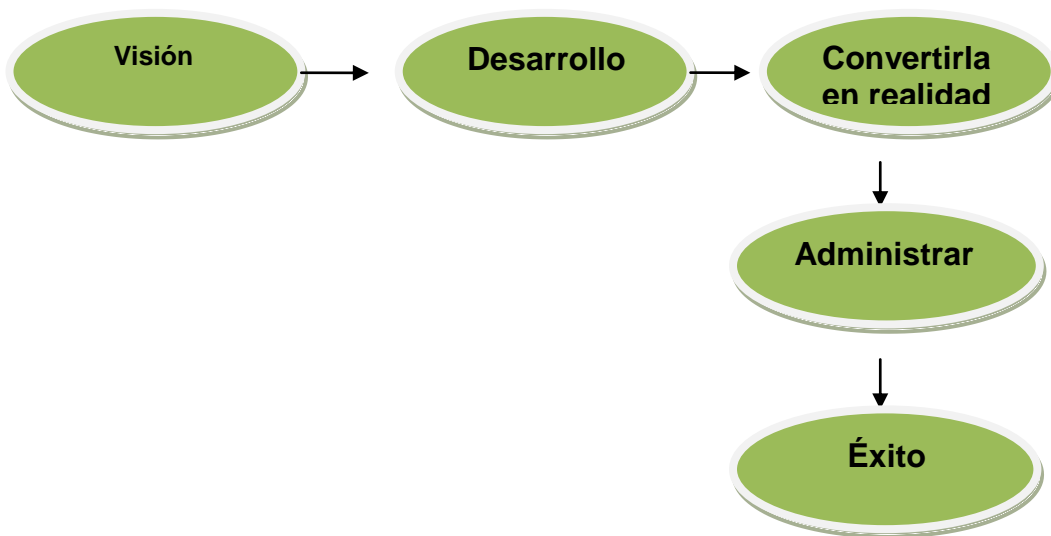 Visión
Desarrollo
Convertirla
en realidad
Administrar
Éxito